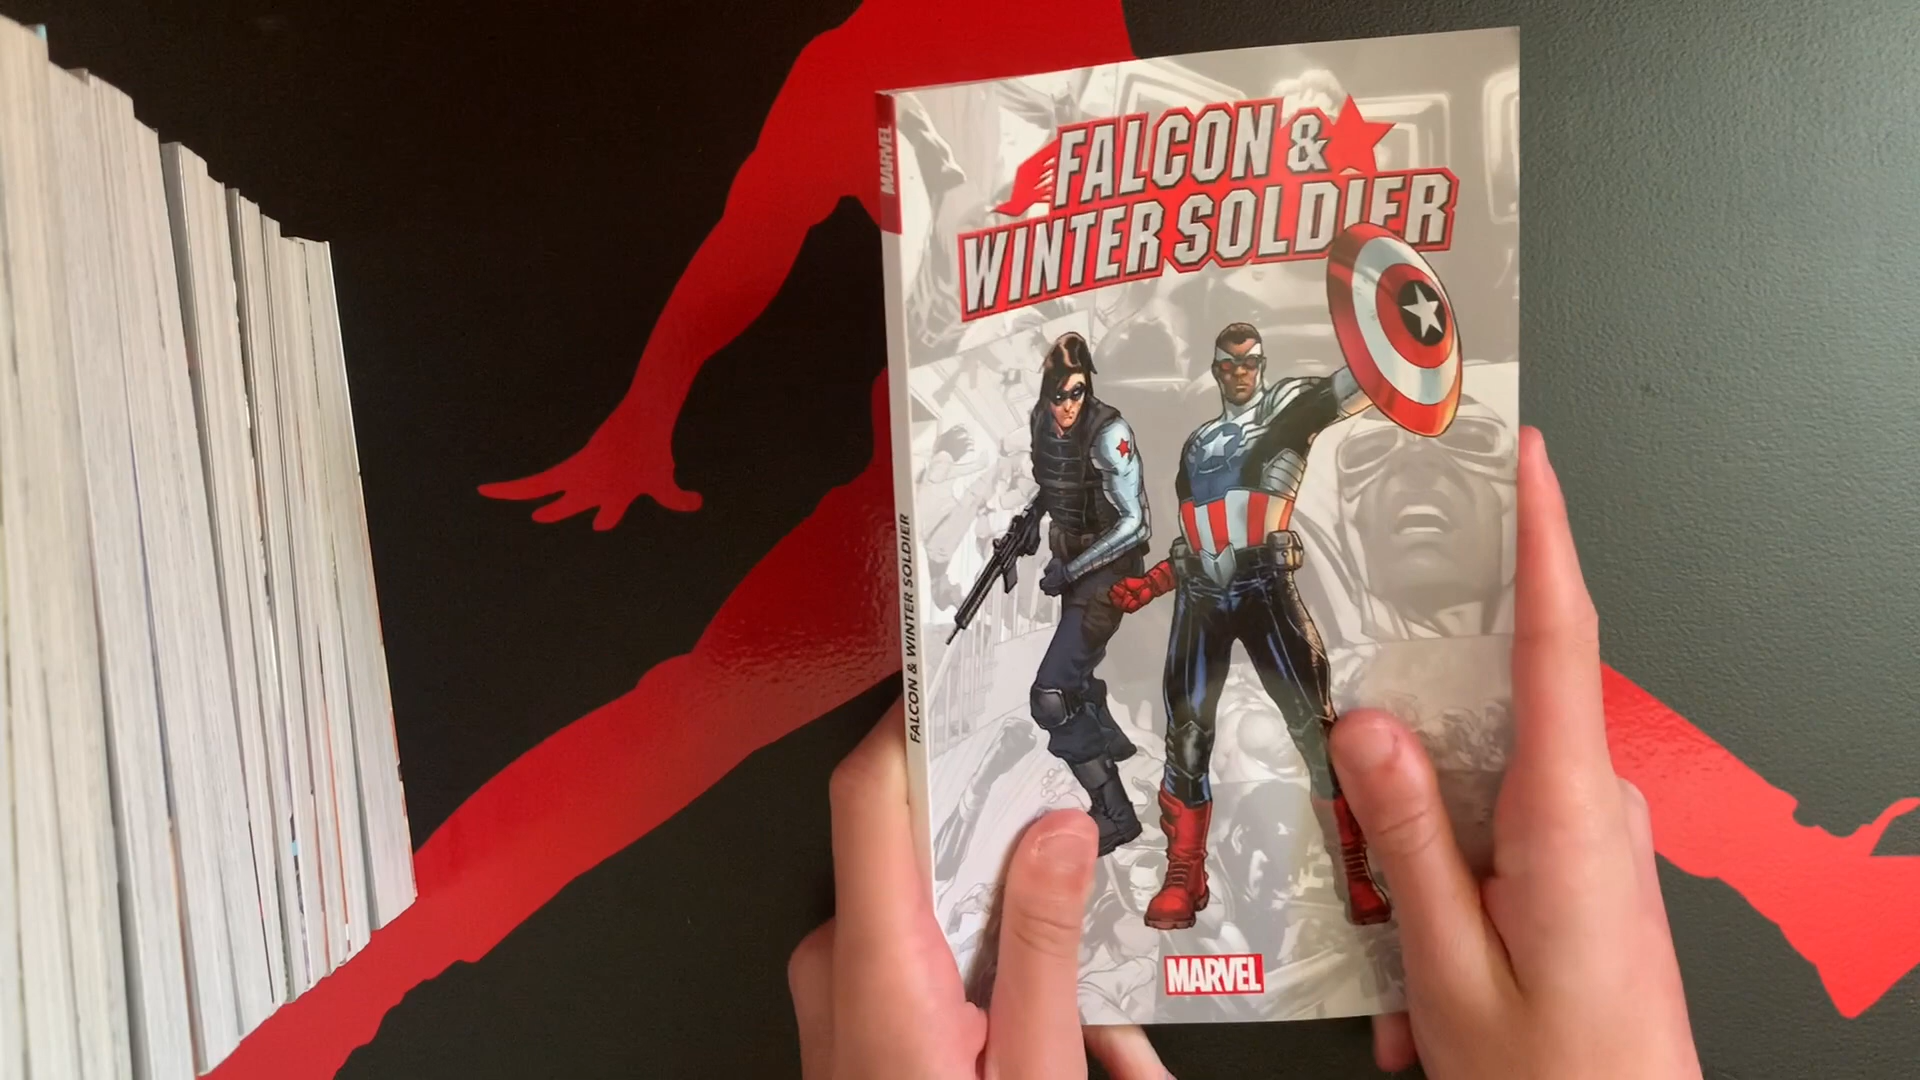 FALCON &
WINTER SOLDIER
MARVEL
MARVEL
FALCON & WINTER SOLDIER